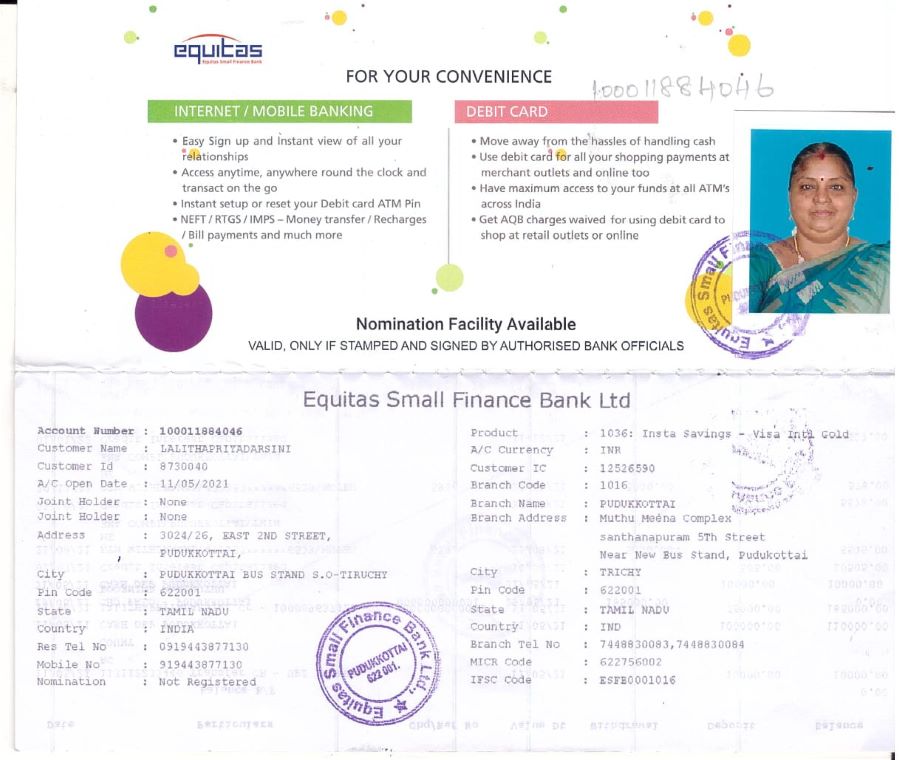 equitas
Equitas Small Finance Bank
FOR YOUR CONVENIENCE
100011884046
INTERNET / MOBILE BANKING
• Easy Sign up and Instant view of all your
relationships
• Access anytime, anywhere round the clock and
transact on the go
• Instant setup or reset your Debit card ATM Pin
• NEFT / RTGS / IMPS – Money transfer / Recharges
/ Bill payments and much more
DEBIT CARD
• Move away from the hassles of handling cash
• Use debit card for all your shopping payments at
merchant outlets and online too
• Have maximum access to your funds at all ATM's
across India
• Get AQB charges waived for using debit card to
shop at retail outlets or online
Nomination Facility Available
VALID, ONLY IF STAMPED AND SIGNED BY AUTHORISED BANK OFFICIALS
Equitas Small Finance Bank Ltd
Account Number : 100011884046
Customer Name : LALITHAPRIYADARSINI
Customer Id : 8730040
A/C Open Date : 11/05/2021
Joint Holder : None
Joint Holder : None
Address : 3024/26, EAST 2ND STREET,
PUDUKKOTTAI,
City : PUDUKKOTTAI BUS STAND S.O-TIRUCHY
Pin Code : 622001
State : TAMIL NADU
Country : INDIA
Res Tel No : 0919443877130
Mobile No : 919443877130
Nomination : Not Registered
Product : 1036: Insta Savings - Visa Intl Gold
A/C Currency : INR
Customer IC : 12526590
Branch Code : 1016
Branch Name : PUDUKKOTTAI
Branch Address : Muthu Meena Complex
santhanapuram 5Th Street
Near New Bus Stand, Pudukottai
City : TRICHY
Pin Code : 622001
State : TAMIL NADU
Country : IND
Branch Tel No : 7448830083,7448830084
MICR Code : 622756002
IFSC Code : ESFB0001016
Equitas Small Finance Bank Ltd.,
PUDUKKOTTAI
622 001.